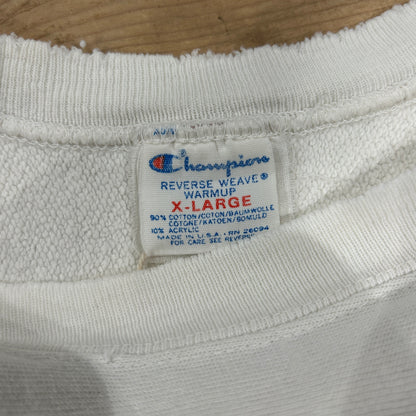 Champion
REVERSE WEAVE®
WARMUP
X-LARGE
90% COTTON/COTON/BAUMWOLLE
COTONE/KATOEN/BOMULD
10% ACRYLIC
MADE IN U.S.A. RN 26094
FOR CARE SEE REVERSE